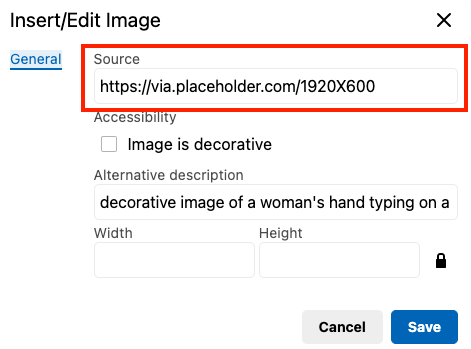 Insert/Edit Image
General
Source
https://via.placeholder.com/1920X600
Accessibility
Image is decorative
Alternative description
decorative image of a woman's hand typing on a
Width Height
Cancel Save